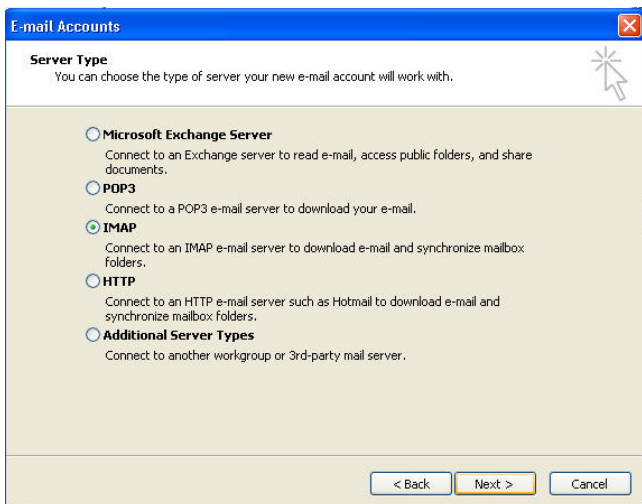 E-mail Accounts
Server Type
You can choose the type of server your new e-mail account will work with.
Microsoft Exchange Server
Connect to an Exchange server to read e-mail, access public folders, and share
documents.
POP3
Connect to a POP3 e-mail server to download your e-mail.
IMAP
Connect to an IMAP e-mail server to download e-mail and synchronize mailbox
folders.
HTTP
Connect to an HTTP e-mail server such as Hotmail to download e-mail and
synchronize mailbox folders.
Additional Server Types
Connect to another workgroup or 3rd-party mail server.
< Back Next > Cancel